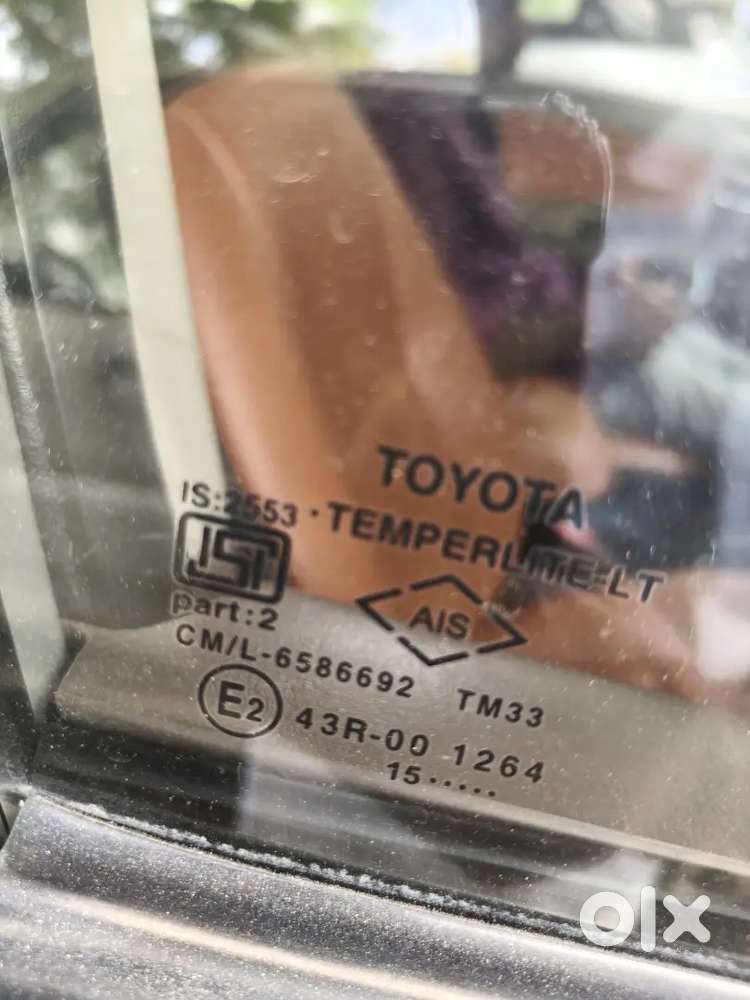 TOYOTA
IS:2553 · TEMPERLITE-LT
ISI
AIS
part:2
CM/L-6586692 TM33
E2 43R-00 1264
15.....
olx